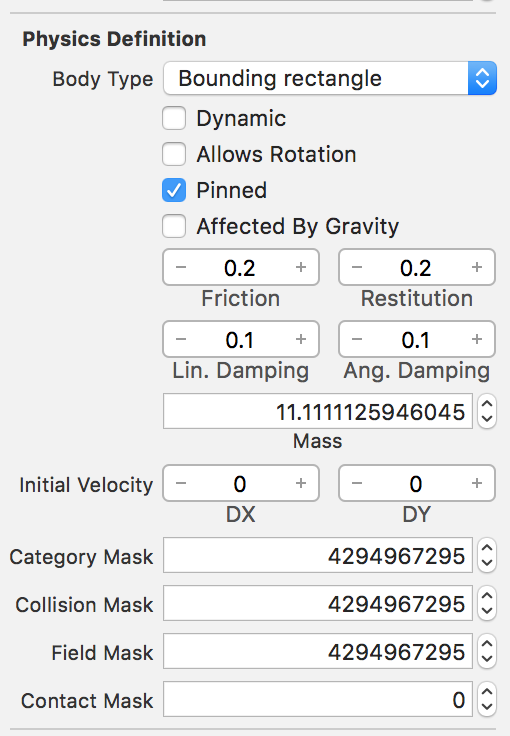 Physics Definition
Body Type Bounding rectangle
Dynamic
Allows Rotation
Pinned
Affected By Gravity
− 0.2 + − 0.2 +
Friction Restitution
− 0.1 + − 0.1 +
Lin. Damping Ang. Damping
11.1111125946045
Mass
Initial Velocity − 0 + − 0 +
DX DY
Category Mask 4294967295
Collision Mask 4294967295
Field Mask 4294967295
Contact Mask 0